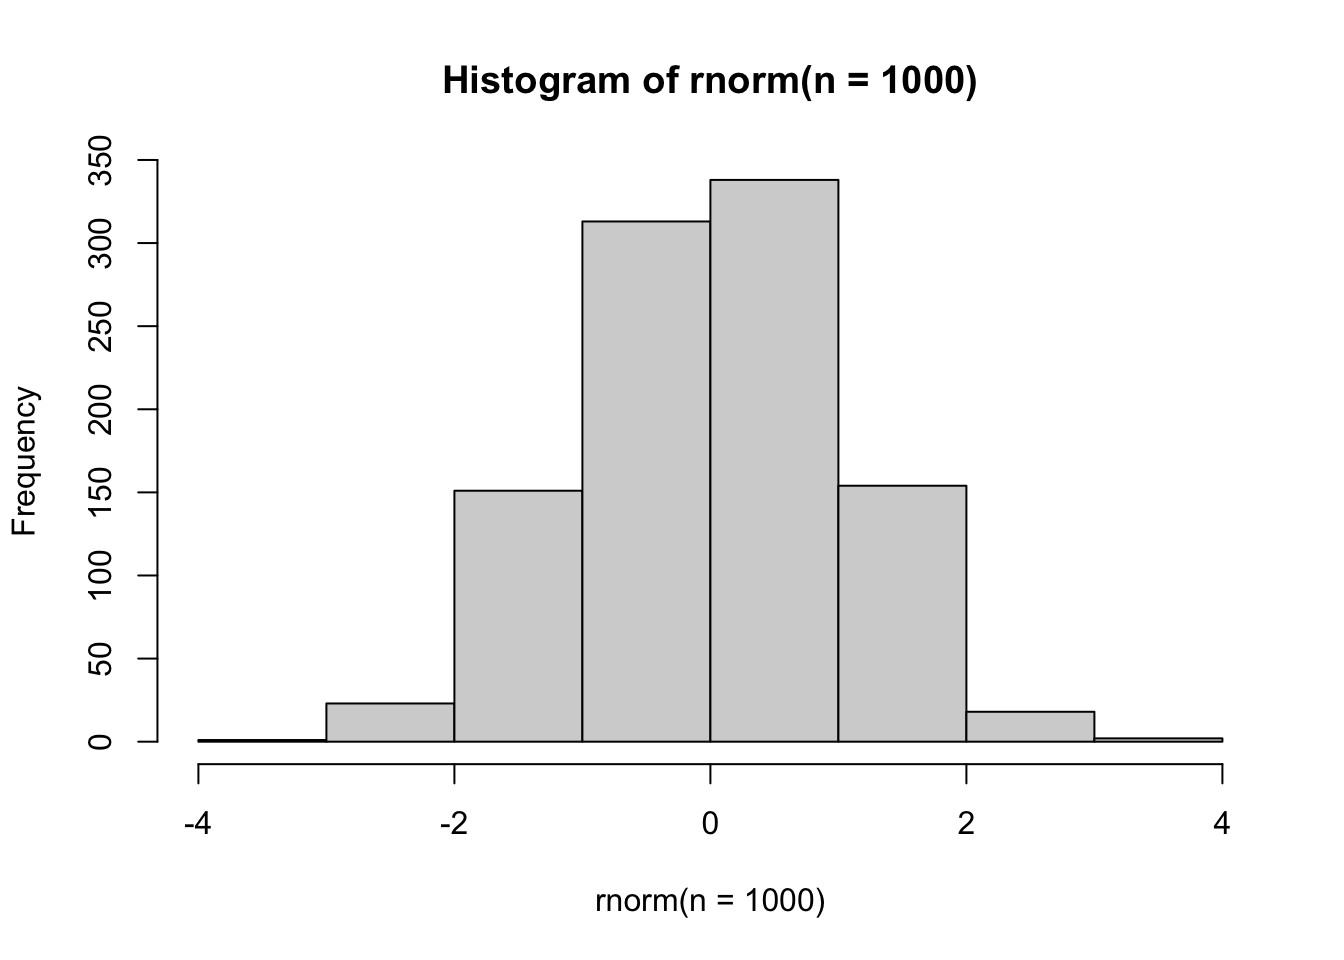 Histogram of rnorm(n = 1000)
350
300
250
200
150
100
50
0
Frequency
-4 -2 0 2 4
rnorm(n = 1000)